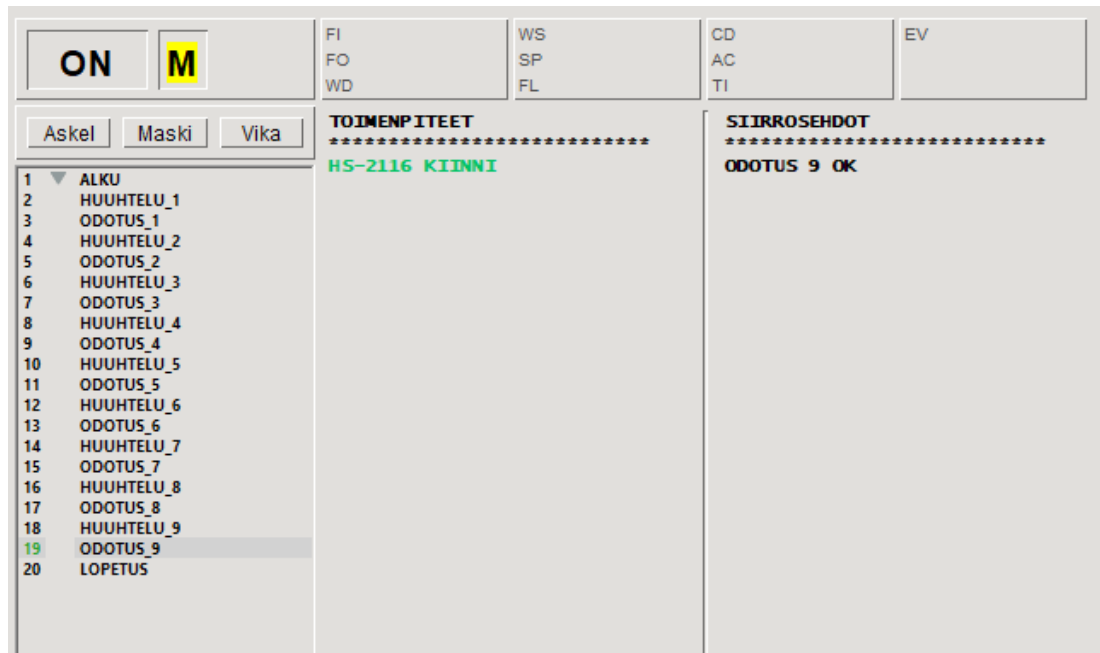 ON M
FI WS CD EV
FO SP AC
WD FL TI
Askel Maski Vika
TOIMENPITEET
***************************
HS-2116 KIINNI
SIIRROSEHDOT
***************************
ODOTUS 9 OK
1 ALKU
2 HUUHTELU_1
3 ODOTUS_1
4 HUUHTELU_2
5 ODOTUS_2
6 HUUHTELU_3
7 ODOTUS_3
8 HUUHTELU_4
9 ODOTUS_4
10 HUUHTELU_5
11 ODOTUS_5
12 HUUHTELU_6
13 ODOTUS_6
14 HUUHTELU_7
15 ODOTUS_7
16 HUUHTELU_8
17 ODOTUS_8
18 HUUHTELU_9
19 ODOTUS_9
20 LOPETUS